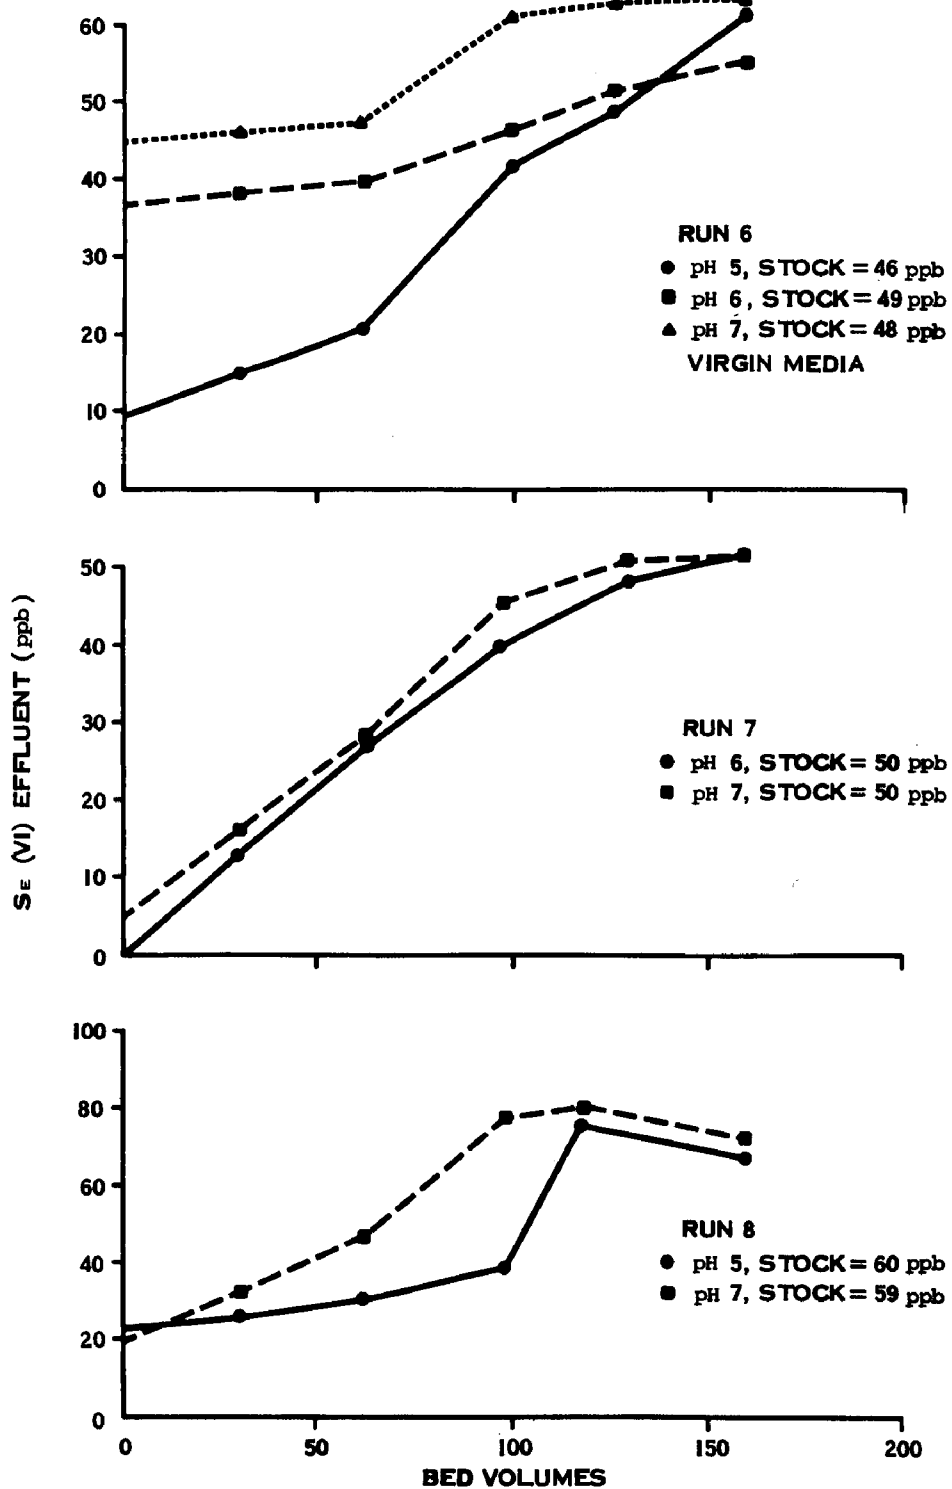 60
50
40
30
20
10
0
RUN 6
● pH 5, STOCK = 46 ppb
■ pH 6, STOCK = 49 ppb
▲ pH 7, STOCK = 48 ppb
VIRGIN MEDIA
SE (VI) EFFLUENT (ppb)
50
40
30
20
10
0
RUN 7
● pH 6, STOCK = 50 ppb
■ pH 7, STOCK = 50 ppb
100
80
60
40
20
0
RUN 8
● pH 5, STOCK = 60 ppb
■ pH 7, STOCK = 59 ppb
0 50 100 150 200
BED VOLUMES